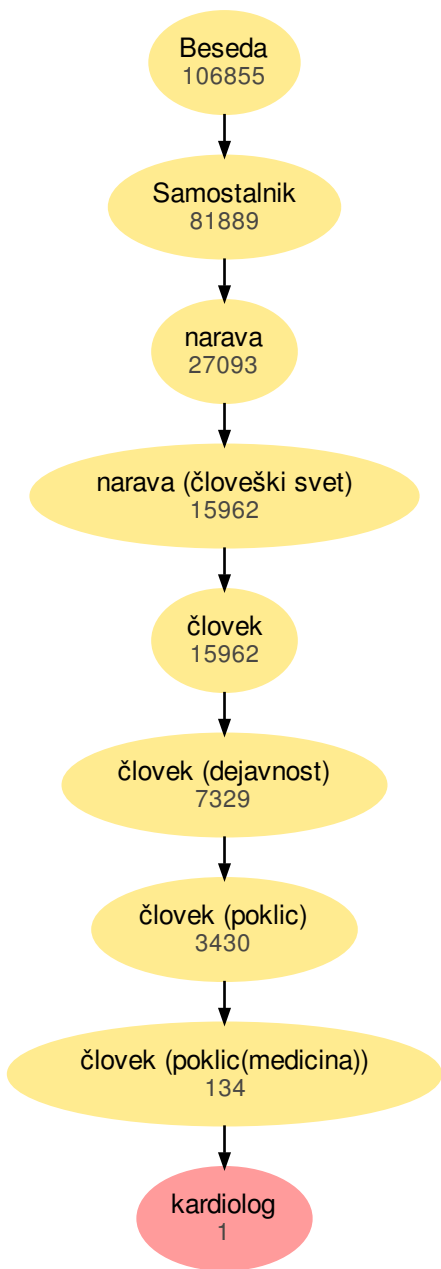 Beseda
106855
Samostalnik
81889
narava
27093
narava (človeški svet)
15962
človek
15962
človek (dejavnost)
7329
človek (poklic)
3430
človek (poklic(medicina))
134
kardiolog
1